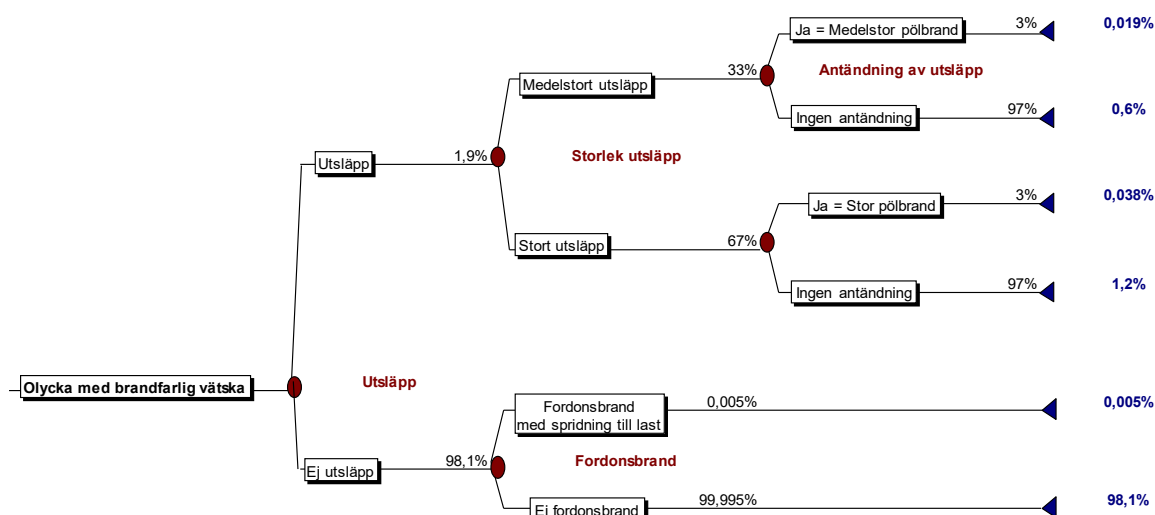 Ja = Medelstor pölbrand 3% 0,019%
Medelstort utsläpp 33% Antändning av utsläpp
Ingen antändning 97% 0,6%
Utsläpp 1,9% Storlek utsläpp
Ja = Stor pölbrand 3% 0,038%
Stort utsläpp 67%
Ingen antändning 97% 1,2%
Olycka med brandfarlig vätska Utsläpp
Fordonsbrand
med spridning till last 0,005% 0,005%
Ej utsläpp 98,1% Fordonsbrand
Ej fordonsbrand 99,995% 98,1%